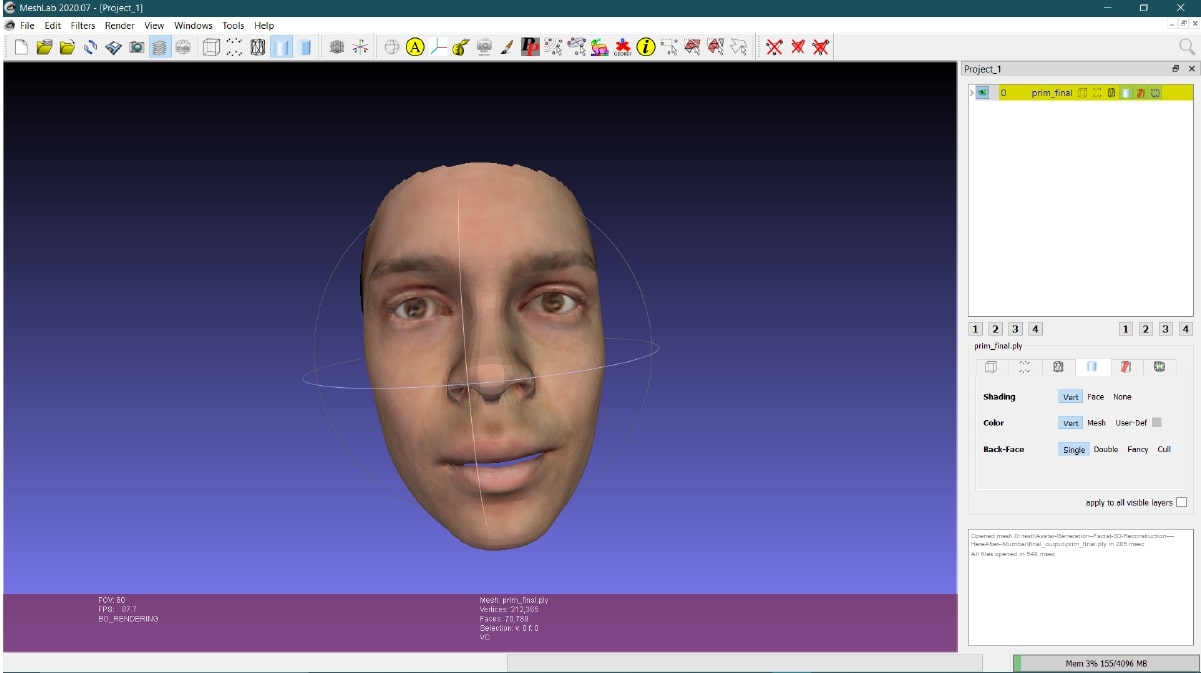 MeshLab 2020.07 - [Project_1]
File Edit Filters Render View Windows Tools Help
A
i
Project_1
0 prim_final
1 2 3 4 1 2 3 4
prim_final.ply
Shading Vert Face None
Color Vert Mesh User-Def
Back-Face Single Double Fancy Cull
apply to all visible layers
Opened mesh D:\test\Avatar-Generation--Facial-3D-Reconstruction---
HereAfter--Mumbai\final_output\prim_final.ply in 285 msec
All files opened in 548 msec
FOV: 60
FPS: 87.7
BO_RENDERING
Mesh: prim_final.ply
Vertices: 212,365
Faces: 70,789
Selection: v: 0 f: 0
VC
Mem 3% 155/4096 MB